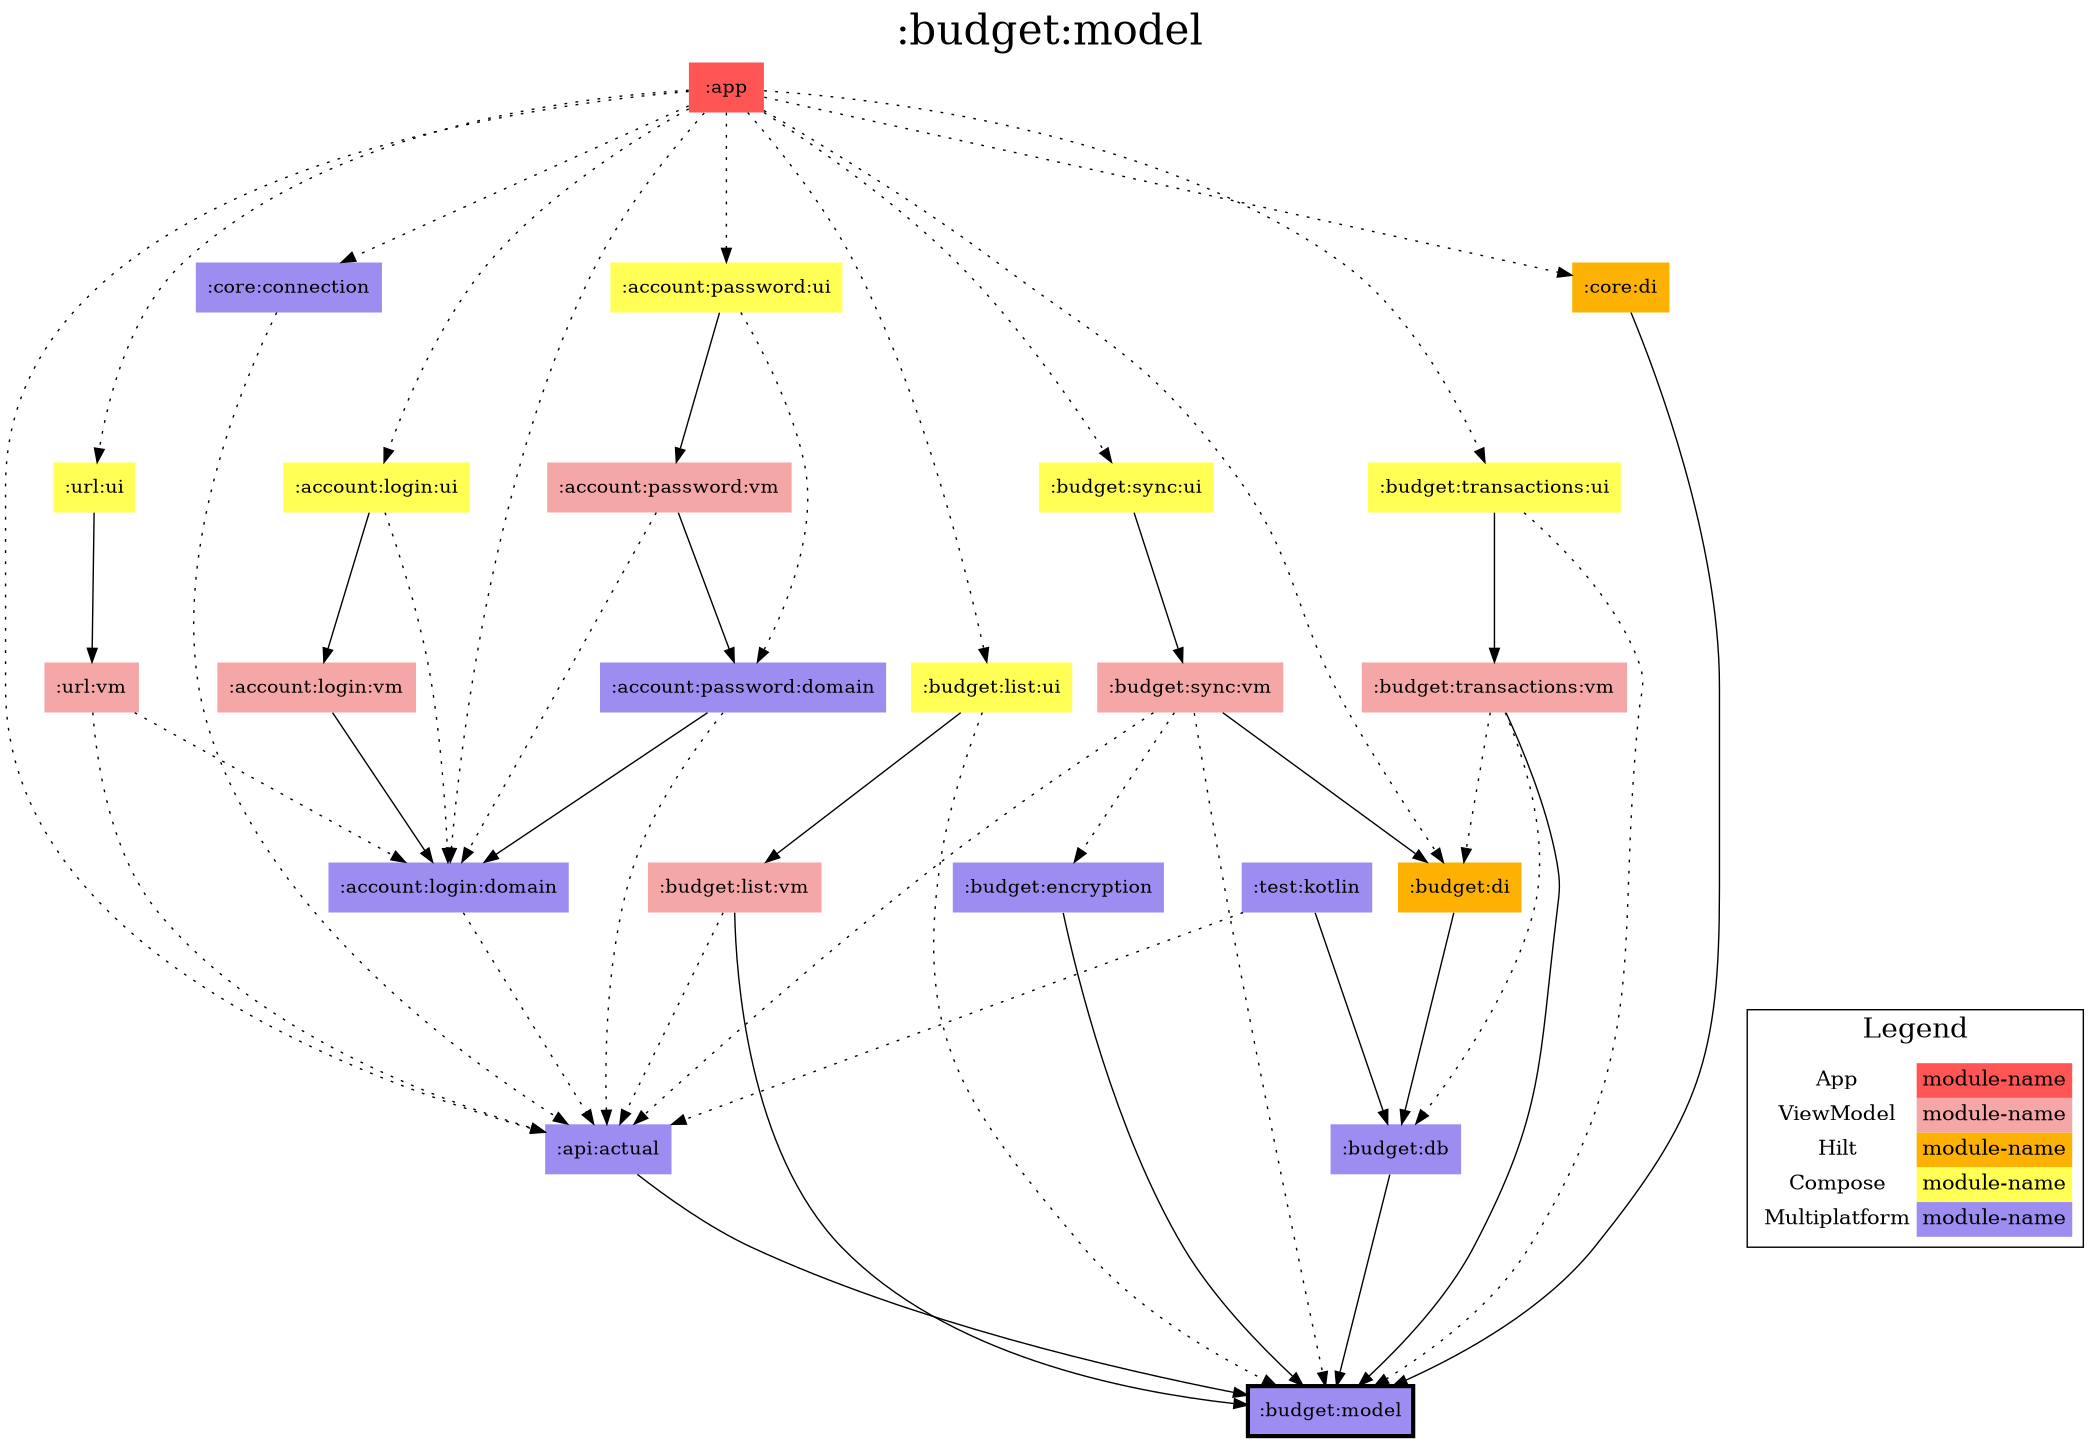 :budget:model
:app
:core:connection
:account:password:ui
:core:di
:url:ui
:account:login:ui
:account:password:vm
:budget:sync:ui
:budget:transactions:ui
:url:vm
:account:login:vm
:account:password:domain
:budget:list:ui
:budget:sync:vm
:budget:transactions:vm
:account:login:domain
:budget:list:vm
:budget:encryption
:test:kotlin
:budget:di
:api:actual
:budget:db
:budget:model
Legend
App module-name
ViewModel module-name
Hilt module-name
Compose module-name
Multiplatform module-name